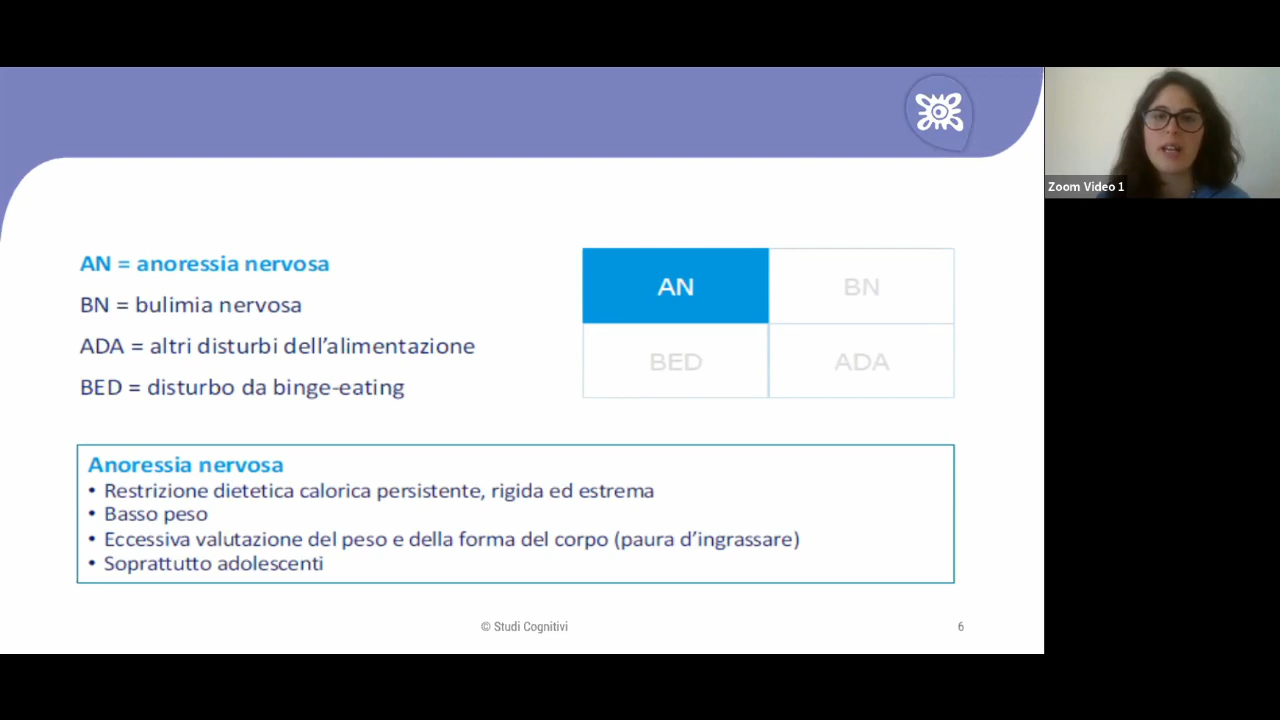 AN = anoressia nervosa
BN = bulimia nervosa
ADA = altri disturbi dell'alimentazione
BED = disturbo da binge-eating
AN
BN
BED
ADA
Anoressia nervosa
• Restrizione dietetica calorica persistente, rigida ed estrema
• Basso peso
• Eccessiva valutazione del peso e della forma del corpo (paura d'ingrassare)
• Soprattutto adolescenti
© Studi Cognitivi
6
Zoom Video 1